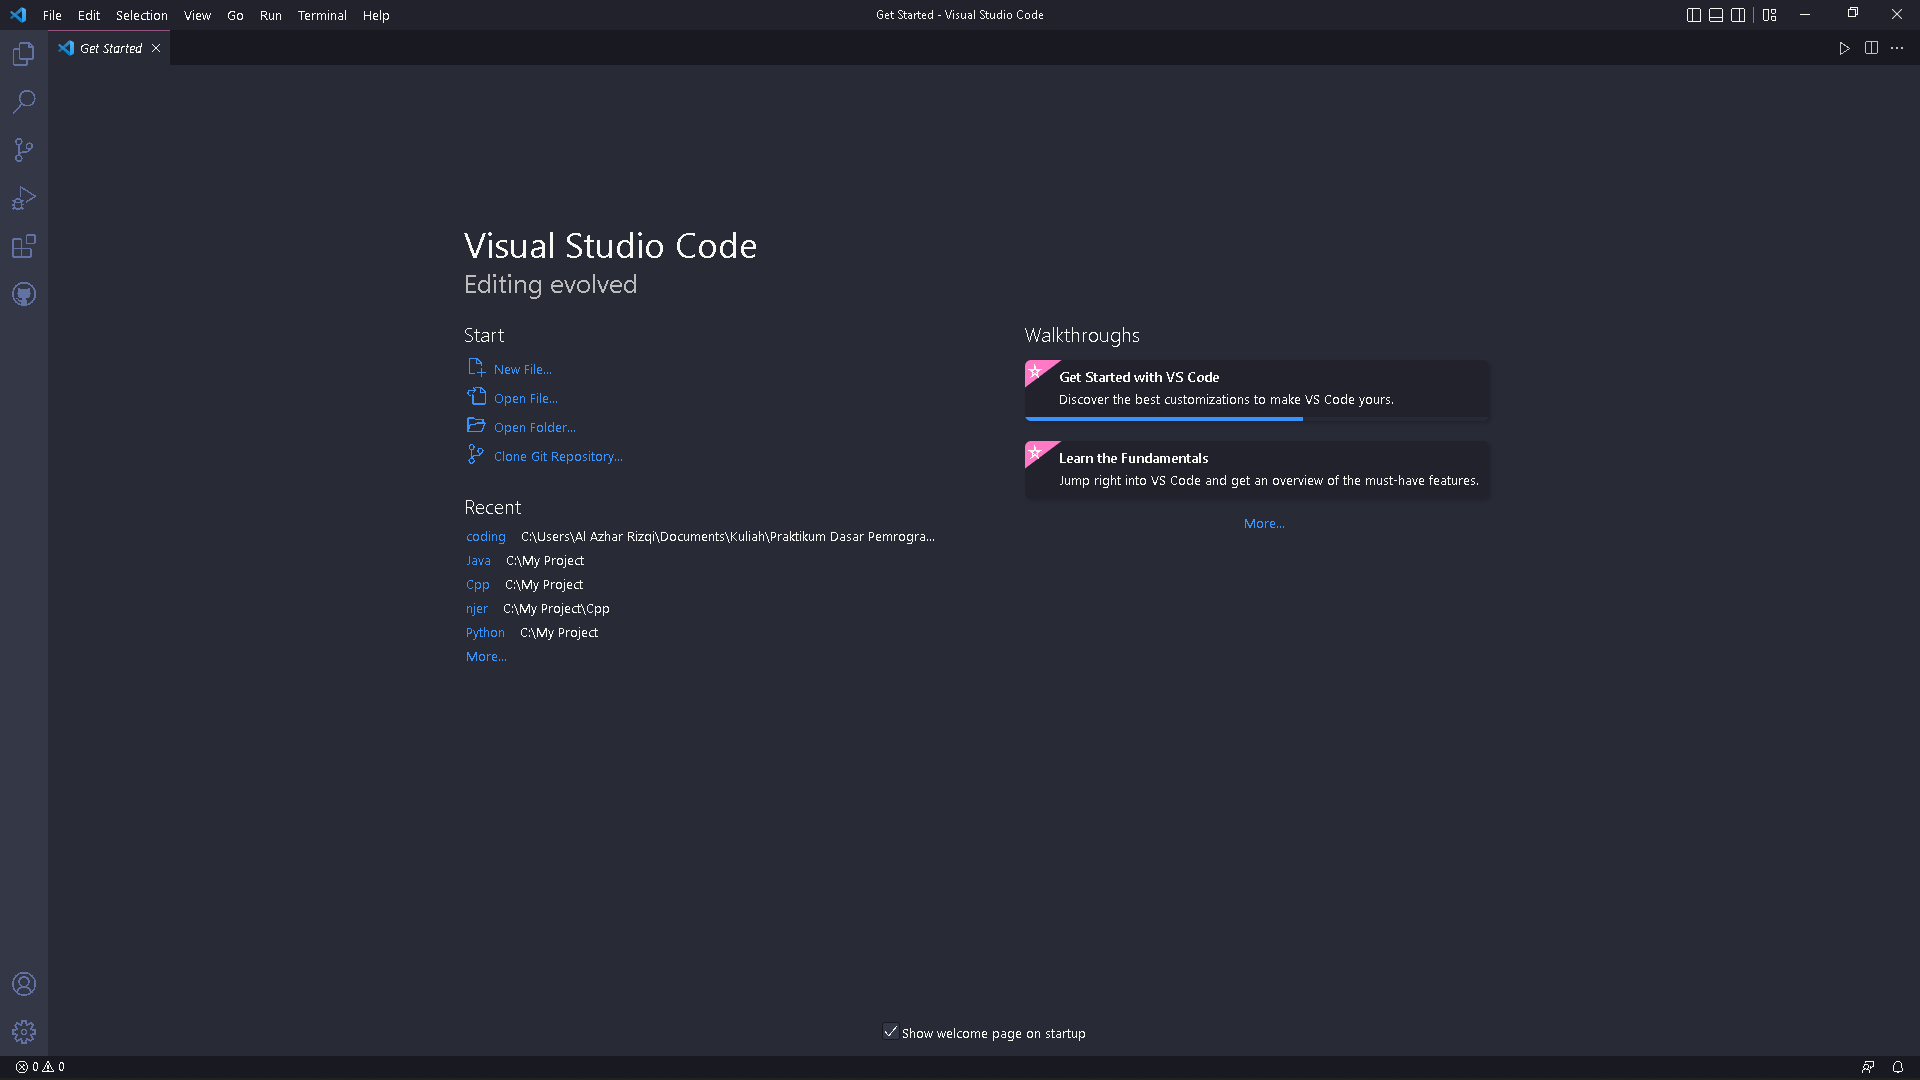 File Edit Selection View Go Run Terminal Help
Get Started - Visual Studio Code
Get Started
Visual Studio Code
Editing evolved
Start
New File...
Open File...
Open Folder...
Clone Git Repository...
Recent
coding C:\Users\Al Azhar Rizqi\Documents\Kuliah\Praktikum Dasar Pemrogra...
Java C:\My Project
Cpp C:\My Project
njer C:\My Project\Cpp
Python C:\My Project
More...
Walkthroughs
Get Started with VS Code
Discover the best customizations to make VS Code yours.
Learn the Fundamentals
Jump right into VS Code and get an overview of the must-have features.
More...
Show welcome page on startup
0 0